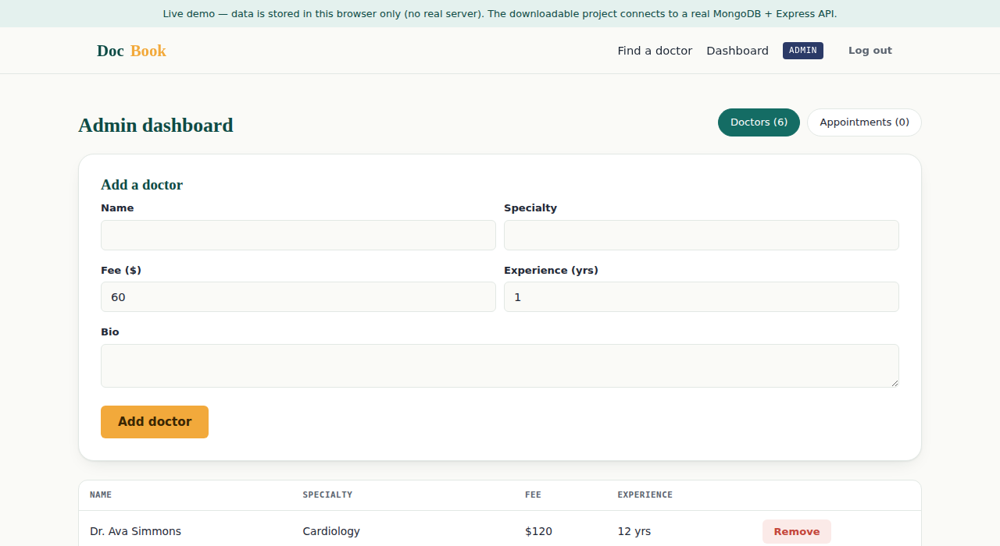 Live demo — data is stored in this browser only (no real server). The downloadable project connects to a real MongoDB + Express API.
Doc Book Find a doctor Dashboard ADMIN Log out
Admin dashboard Doctors (6) Appointments (0)
Add a doctor
Name Specialty
Fee ($) Experience (yrs)
60 1
Bio
Add doctor
NAME SPECIALTY FEE EXPERIENCE
Dr. Ava Simmons Cardiology $120 12 yrs Remove